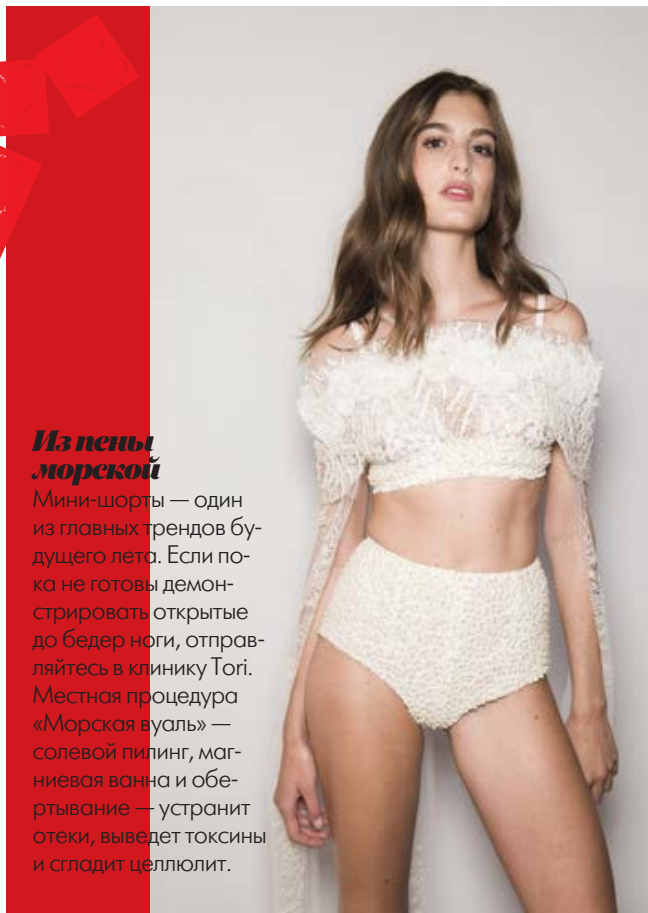 Из пены
морской
Мини-шорты — один
из главных трендов бу-
дущего лета. Если по-
ка не готовы демон-
стрировать открытые
до бедер ноги, отправ-
ляйтесь в клинику Tori.
Местная процедура
«Морская вуаль» —
солевой пилинг, маг-
ниевая ванна и обе-
ртывание — устранит
отеки, выведет токсины
и сгладит целлюлит.